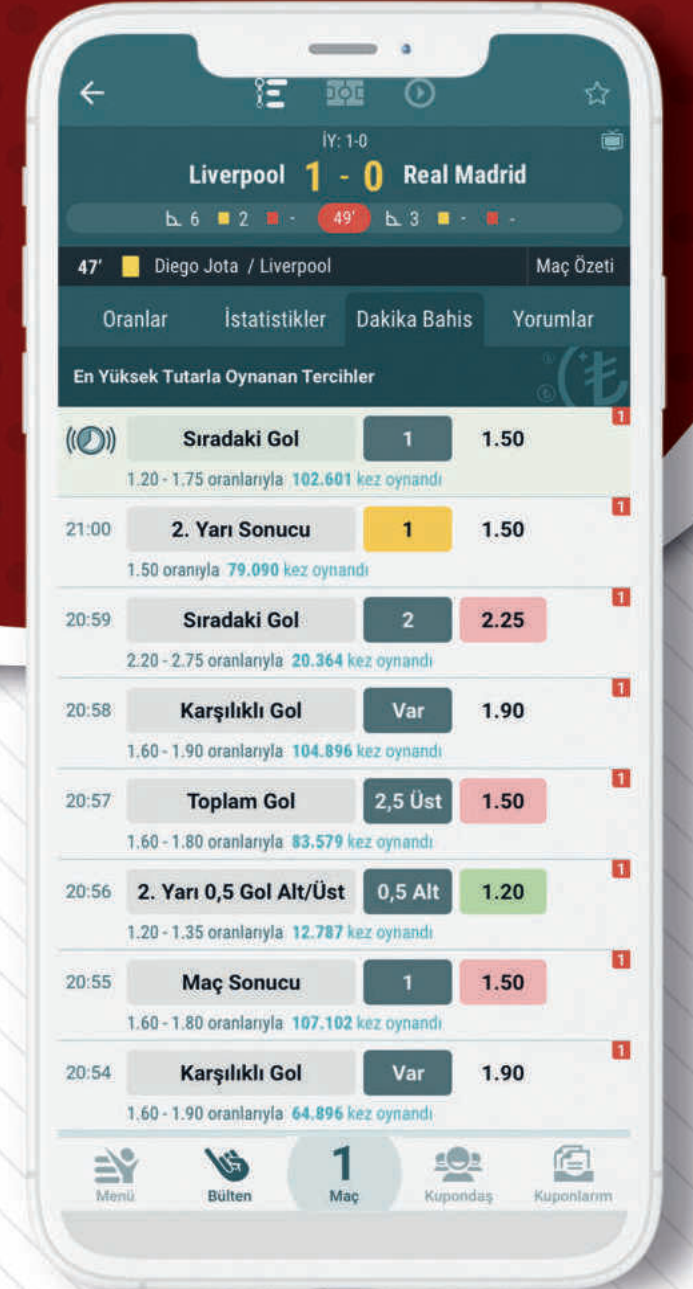 İY: 1-0
Liverpool 1 - 0 Real Madrid
6 2 - 49' 3 - -
47' Diego Jota / Liverpool Maç Özeti
Oranlar İstatistikler Dakika Bahis Yorumlar
En Yüksek Tutarla Oynanan Tercihler
1
Sıradaki Gol 1 1.50
1.20 - 1.75 oranlarıyla 102.601 kez oynandı
1
21:00 2. Yarı Sonucu 1 1.50
1.50 oranıyla 79.090 kez oynandı
1
20:59 Sıradaki Gol 2 2.25
2.20 - 2.75 oranlarıyla 20.364 kez oynandı
1
20:58 Karşılıklı Gol Var 1.90
1.60 - 1.90 oranlarıyla 104.896 kez oynandı
1
20:57 Toplam Gol 2,5 Üst 1.50
1.60 - 1.80 oranlarıyla 83.579 kez oynandı
1
20:56 2. Yarı 0,5 Gol Alt/Üst 0,5 Alt 1.20
1.20 - 1.35 oranlarıyla 12.787 kez oynandı
1
20:55 Maç Sonucu 1 1.50
1.60 - 1.80 oranlarıyla 107.102 kez oynandı
1
20:54 Karşılıklı Gol Var 1.90
1.60 - 1.90 oranlarıyla 64.896 kez oynandı
1
Menü Bülten Maç Kupondaş Kuponlarım